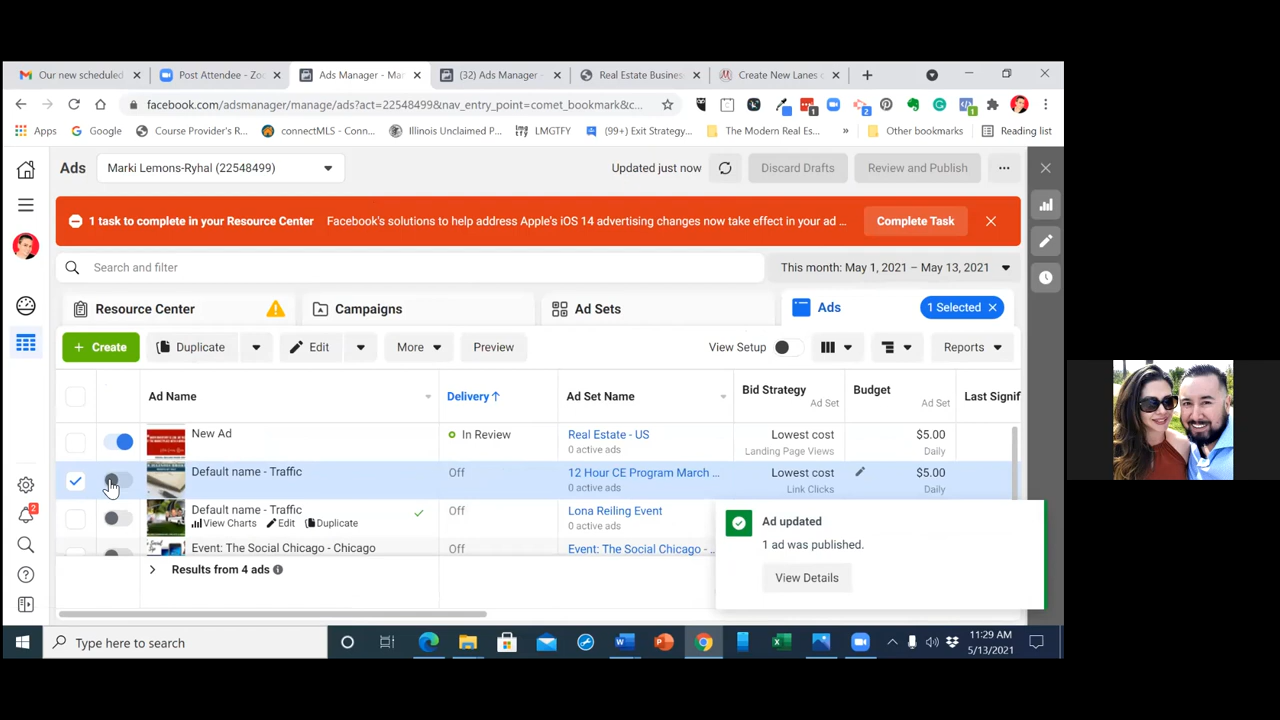 Our new scheduled
Post Attendee - Zo
Ads Manager - Ma
(32) Ads Manager -
Real Estate Busines
Create New Lanes c
facebook.com/adsmanager/manage/ads?act=22548499&nav_entry_point=comet_bookmark&c...
1
2
1
Apps
Google
Course Provider's R...
connectMLS - Conn...
Illinois Unclaimed P...
LMGTFY
(99+) Exit Strategy...
The Modern Real Es...
»
Other bookmarks
Reading list
Ads
Marki Lemons-Ryhal (22548499)
Updated just now
Discard Drafts
Review and Publish
1 task to complete in your Resource Center
Facebook's solutions to help address Apple's iOS 14 advertising changes now take effect in your ad ...
Complete Task
Search and filter
This month: May 1, 2021 – May 13, 2021
Resource Center
Campaigns
Ad Sets
Ads
1 Selected
+ Create
Duplicate
Edit
More
Preview
View Setup
Reports
Ad Name
Delivery ↑
Ad Set Name
Bid Strategy
Ad Set
Budget
Ad Set
Last Signif
New Ad
In Review
Real Estate - US
Lowest cost
Landing Page Views
$5.00
Daily
Default name - Traffic
Off
12 Hour CE Program March ...
0 active ads
Lowest cost
Link Clicks
$5.00
Daily
Default name - Traffic
View Charts
Edit
Duplicate
Off
Lona Reiling Event
0 active ads
Event: The Social Chicago - Chicago
Off
Event: The Social Chicago - ..
Results from 4 ads
Ad updated
1 ad was published.
View Details
2
Type here to search
11:29 AM
5/13/2021